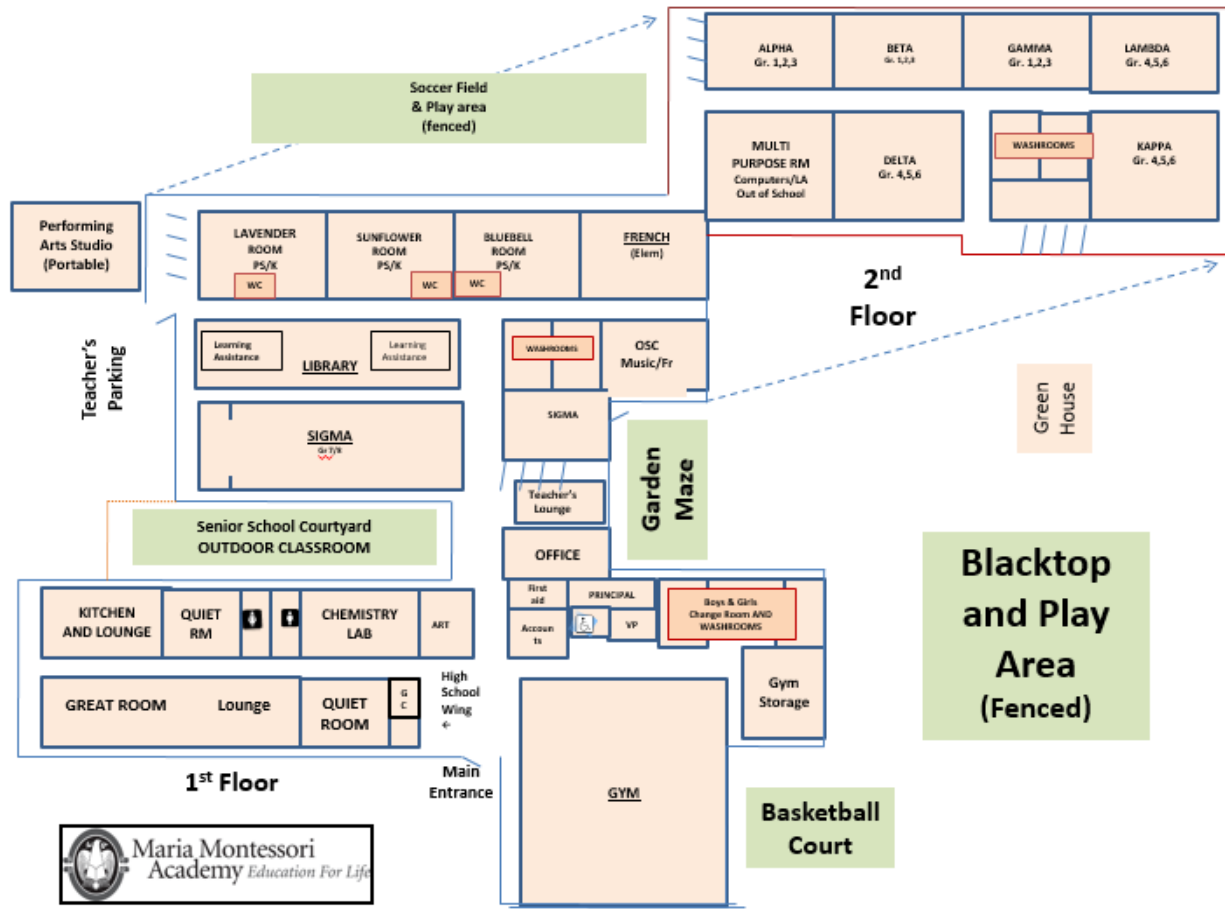 ALPHA
Gr. 1,2,3
BETA
Gr. 1,2,3
GAMMA
Gr. 1,2,3
LAMBDA
Gr. 4,5,6
Soccer Field
& Play area
(fenced)
MULTI
PURPOSE RM
Computers/LA
Out of School
DELTA
Gr. 4,5,6
WASHROOMS
KAPPA
Gr. 4,5,6
Performing
Arts Studio
(Portable)
LAVENDER
ROOM
PS/K
WC
SUNFLOWER
ROOM
PS/K
WC
BLUEBELL
ROOM
PS/K
WC
FRENCH
(Elem)
2nd
Floor
Teacher's
Parking
Learning
Assistance
LIBRARY
Learning
Assistance
WASHROOMS
OSC
Music/Fr
SIGMA
Gr 7/8
SIGMA
Garden
Maze
Green
House
Teacher's
Lounge
Senior School Courtyard
OUTDOOR CLASSROOM
OFFICE
Blacktop
and Play
Area
(Fenced)
KITCHEN
AND LOUNGE
QUIET
RM
CHEMISTRY
LAB
ART
First
aid
PRINCIPAL
Accoun
ts
VP
Boys & Girls
Change Room AND
WASHROOMS
GREAT ROOM
Lounge
QUIET
ROOM
G
C
High
School
Wing
←
Gym
Storage
1st Floor
Main
Entrance
GYM
Basketball
Court
Maria Montessori
Academy Education For Life